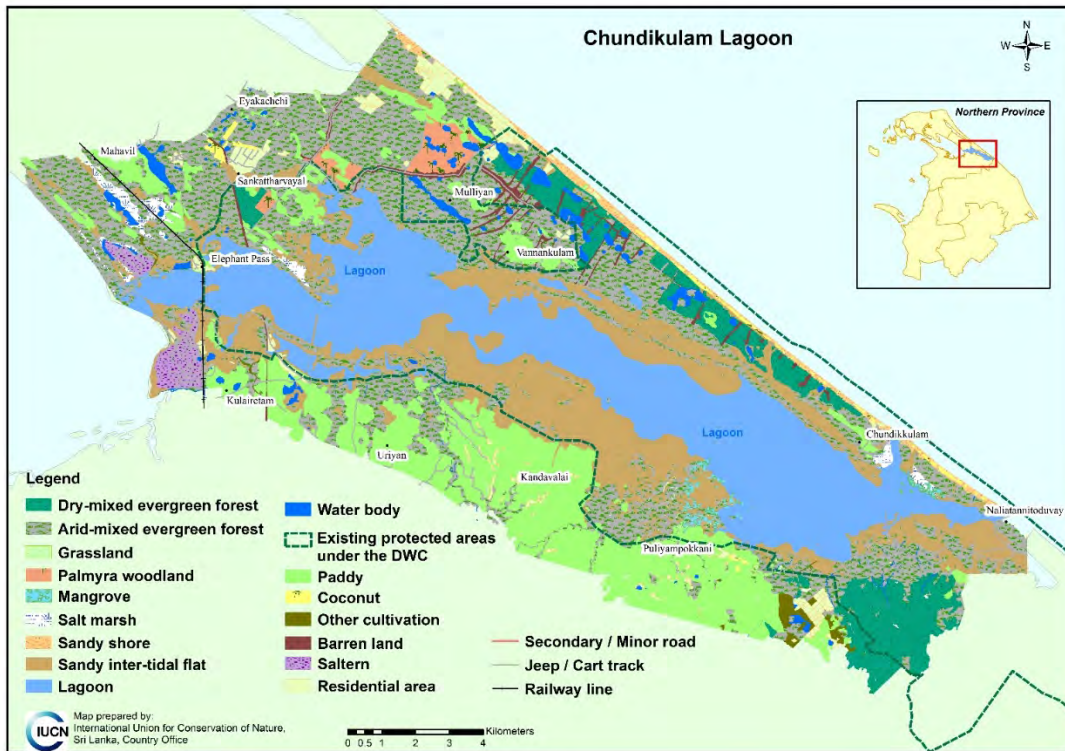 Chundikulam Lagoon
N
W E
S
Northern Province
Eyakachchi
Mahavil
Sankattharvayal
Mulliyan
Vannankulam
Elephant Pass
Lagoon
Kulairetam
Chundikkulam
Lagoon
Uriyan
Kandavalai
Naliatannitoduvay
Puliyampokkani
Legend
Dry-mixed evergreen forest
Arid-mixed evergreen forest
Grassland
Palmyra woodland
Mangrove
Salt marsh
Sandy shore
Sandy inter-tidal flat
Lagoon
Water body
Existing protected areas
under the DWC
Paddy
Coconut
Other cultivation
Barren land
Saltern
Residential area
Secondary / Minor road
Jeep / Cart track
Railway line
IUCN
Map prepared by:
International Union for Conservation of Nature,
Sri Lanka, Country Office
Kilometers
0 0.5 1 2 3 4